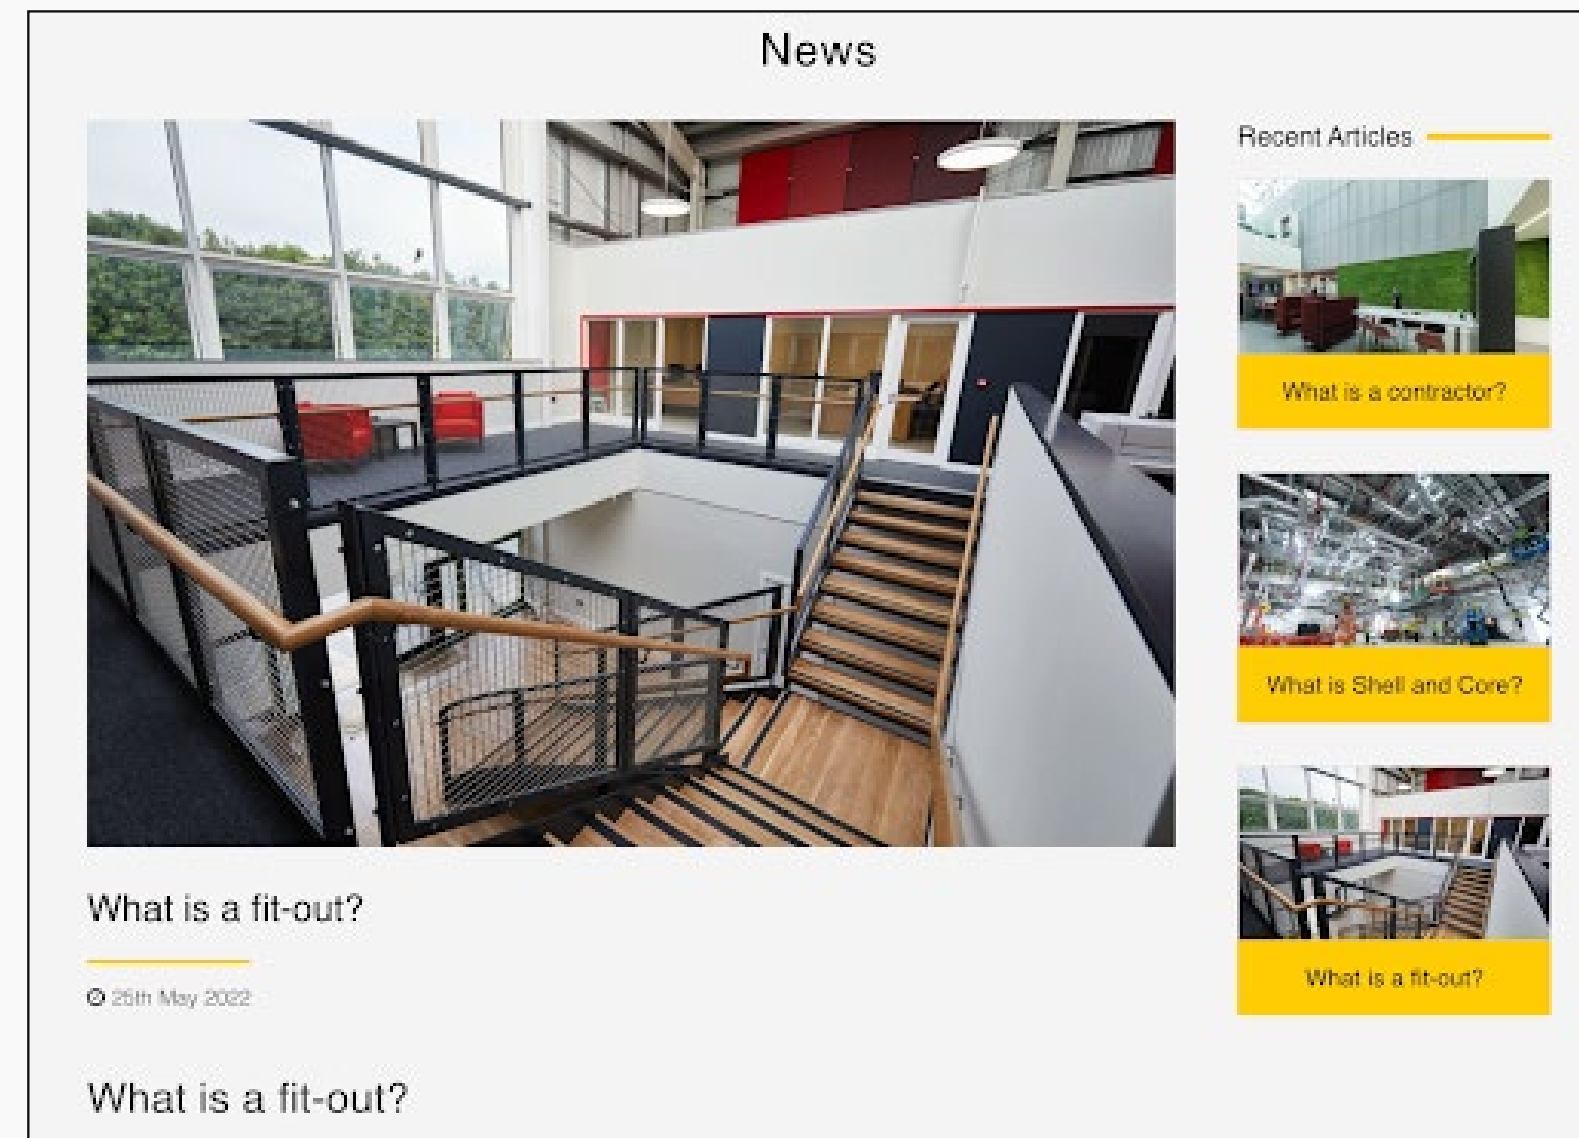 News
Recent Articles
What is a contractor?
What is Shell and Core?
What is a fit-out?
What is a fit-out?
25th May 2022
What is a fit-out?